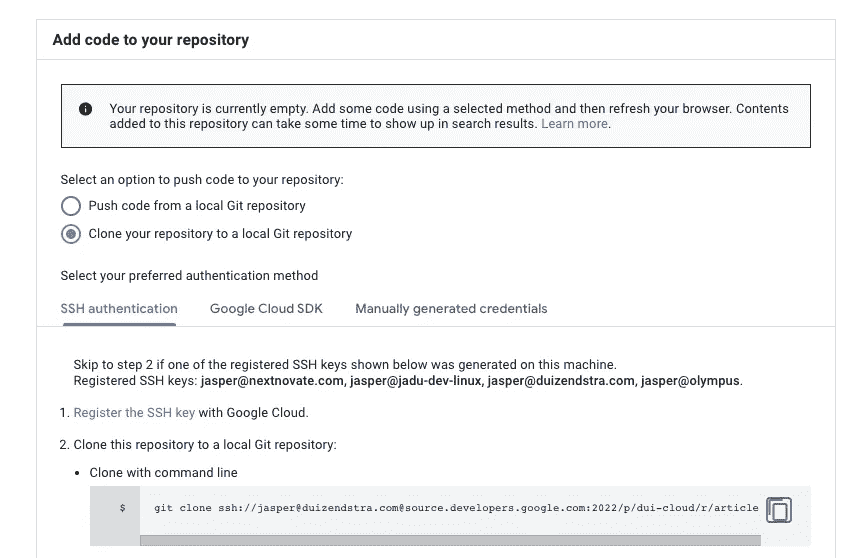 Add code to your repository
Your repository is currently empty. Add some code using a selected method and then refresh your browser. Contents
added to this repository can take some time to show up in search results. Learn more.
Select an option to push code to your repository:
Push code from a local Git repository
Clone your repository to a local Git repository
Select your preferred authentication method
SSH authentication Google Cloud SDK Manually generated credentials
Skip to step 2 if one of the registered SSH keys shown below was generated on this machine.
Registered SSH keys: jasper@nextnovate.com, jasper@jadu-dev-linux, jasper@duizendstra.com, jasper@olympus.
1. Register the SSH key with Google Cloud.
2. Clone this repository to a local Git repository:
• Clone with command line
$ git clone ssh://jasper@duizendstra.com@source.developers.google.com:2022/p/dui-cloud/r/article